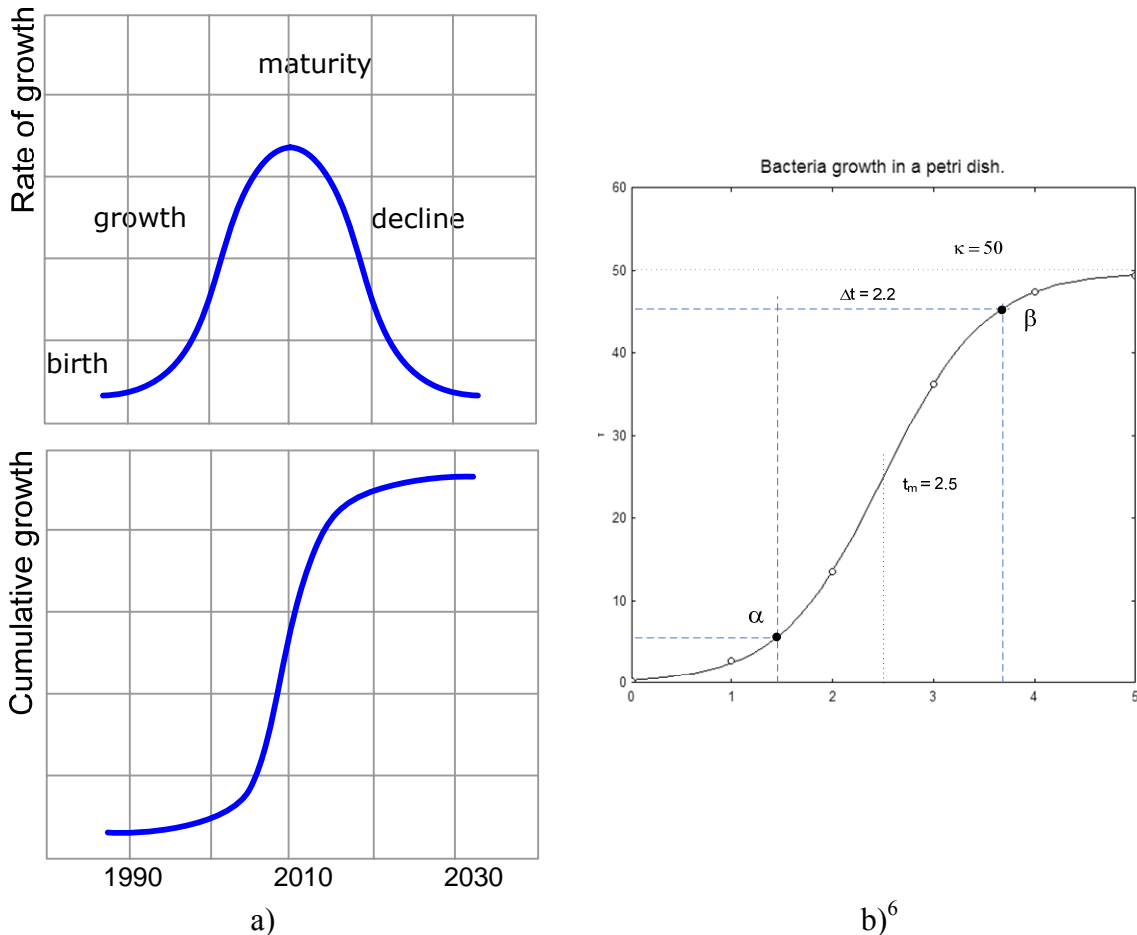 Rate of growth
maturity
growth
decline
birth
Cumulative growth
1990 2010 2030
a)
Bacteria growth in a petri dish.
60
50
40
30
20
10
0
κ = 50
Δt = 2.2
β
tm = 2.5
α
0 1 2 3 4 5
b)6